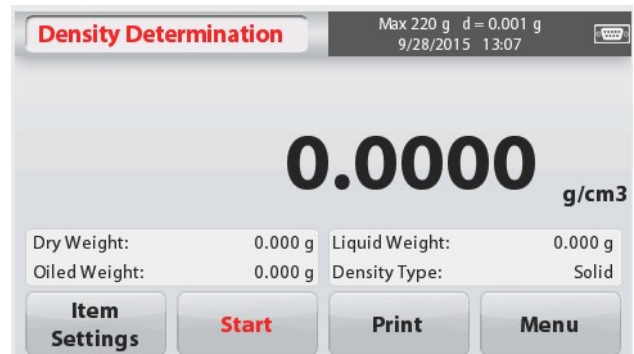 Density Determination
Max 220 g d = 0.001 g
9/28/2015 13:07
0.0000 g/cm3
Dry Weight: 0.000 g Liquid Weight: 0.000 g
Oiled Weight: 0.000 g Density Type: Solid
Item Settings
Start
Print
Menu